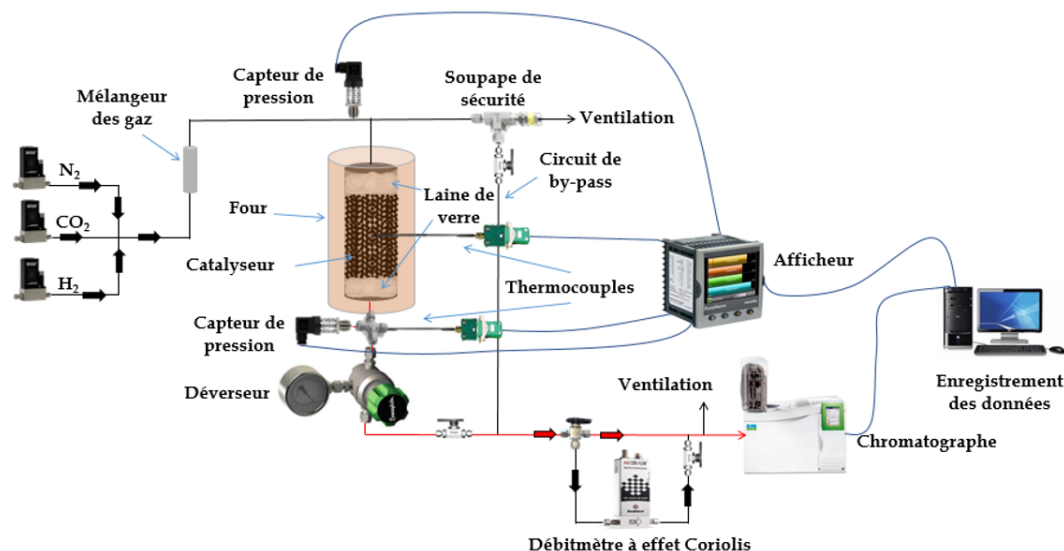 Capteur de
pression
Soupape de
sécurité
Ventilation
Mélangeur
des gaz
N2
CO2
H2
Circuit de
by-pass
Four
Laine de
verre
Catalyseur
Afficheur
Thermocouples
Capteur de
pression
Déverseur
Ventilation
Enregistrement
des données
Chromatographe
Débitmètre à effet Coriolis